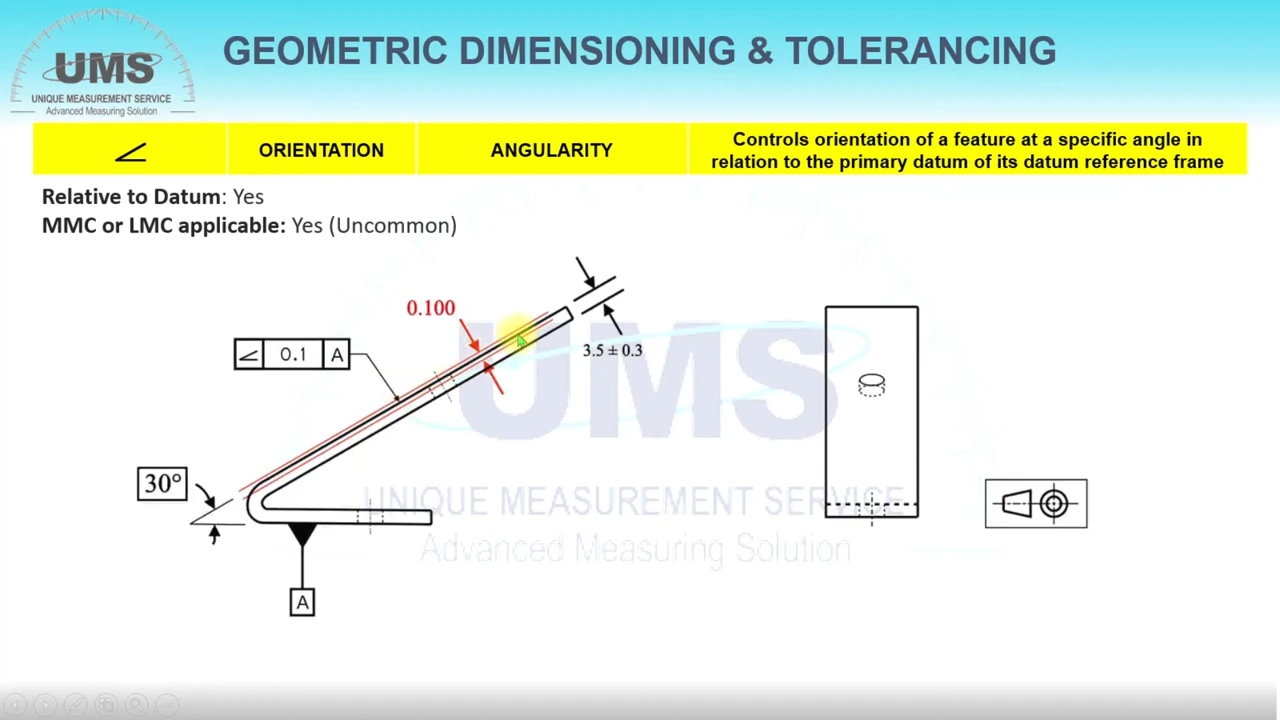 UMS
UNIQUE MEASUREMENT SERVICE
Advanced Measuring Solution
GEOMETRIC DIMENSIONING & TOLERANCING
∠ ORIENTATION ANGULARITY Controls orientation of a feature at a specific angle in
relation to the primary datum of its datum reference frame
Relative to Datum: Yes
MMC or LMC applicable: Yes (Uncommon)
0.100
∠ 0.1 A
3.5 ± 0.3
30°
A
UMS
UNIQUE MEASUREMENT SERVICE
Advanced Measuring Solution